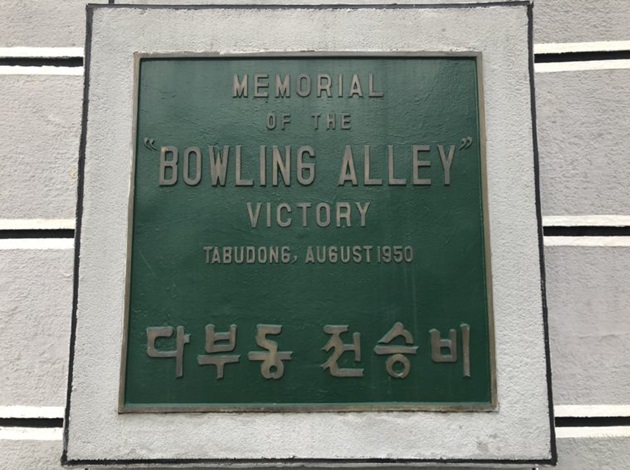 MEMORIAL
OF THE
"BOWLING ALLEY"
VICTORY
TABUDONG, AUGUST 1950
다부동 전승비